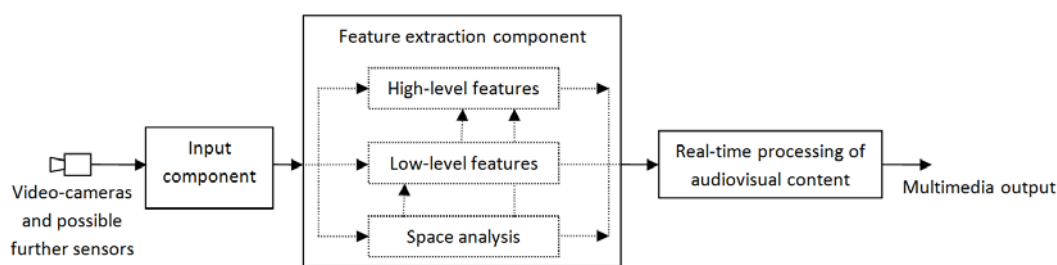 Video-cameras
and possible
further sensors
Input
component
Feature extraction component
High-level features
Low-level features
Space analysis
Real-time processing of
audiovisual content
Multimedia output